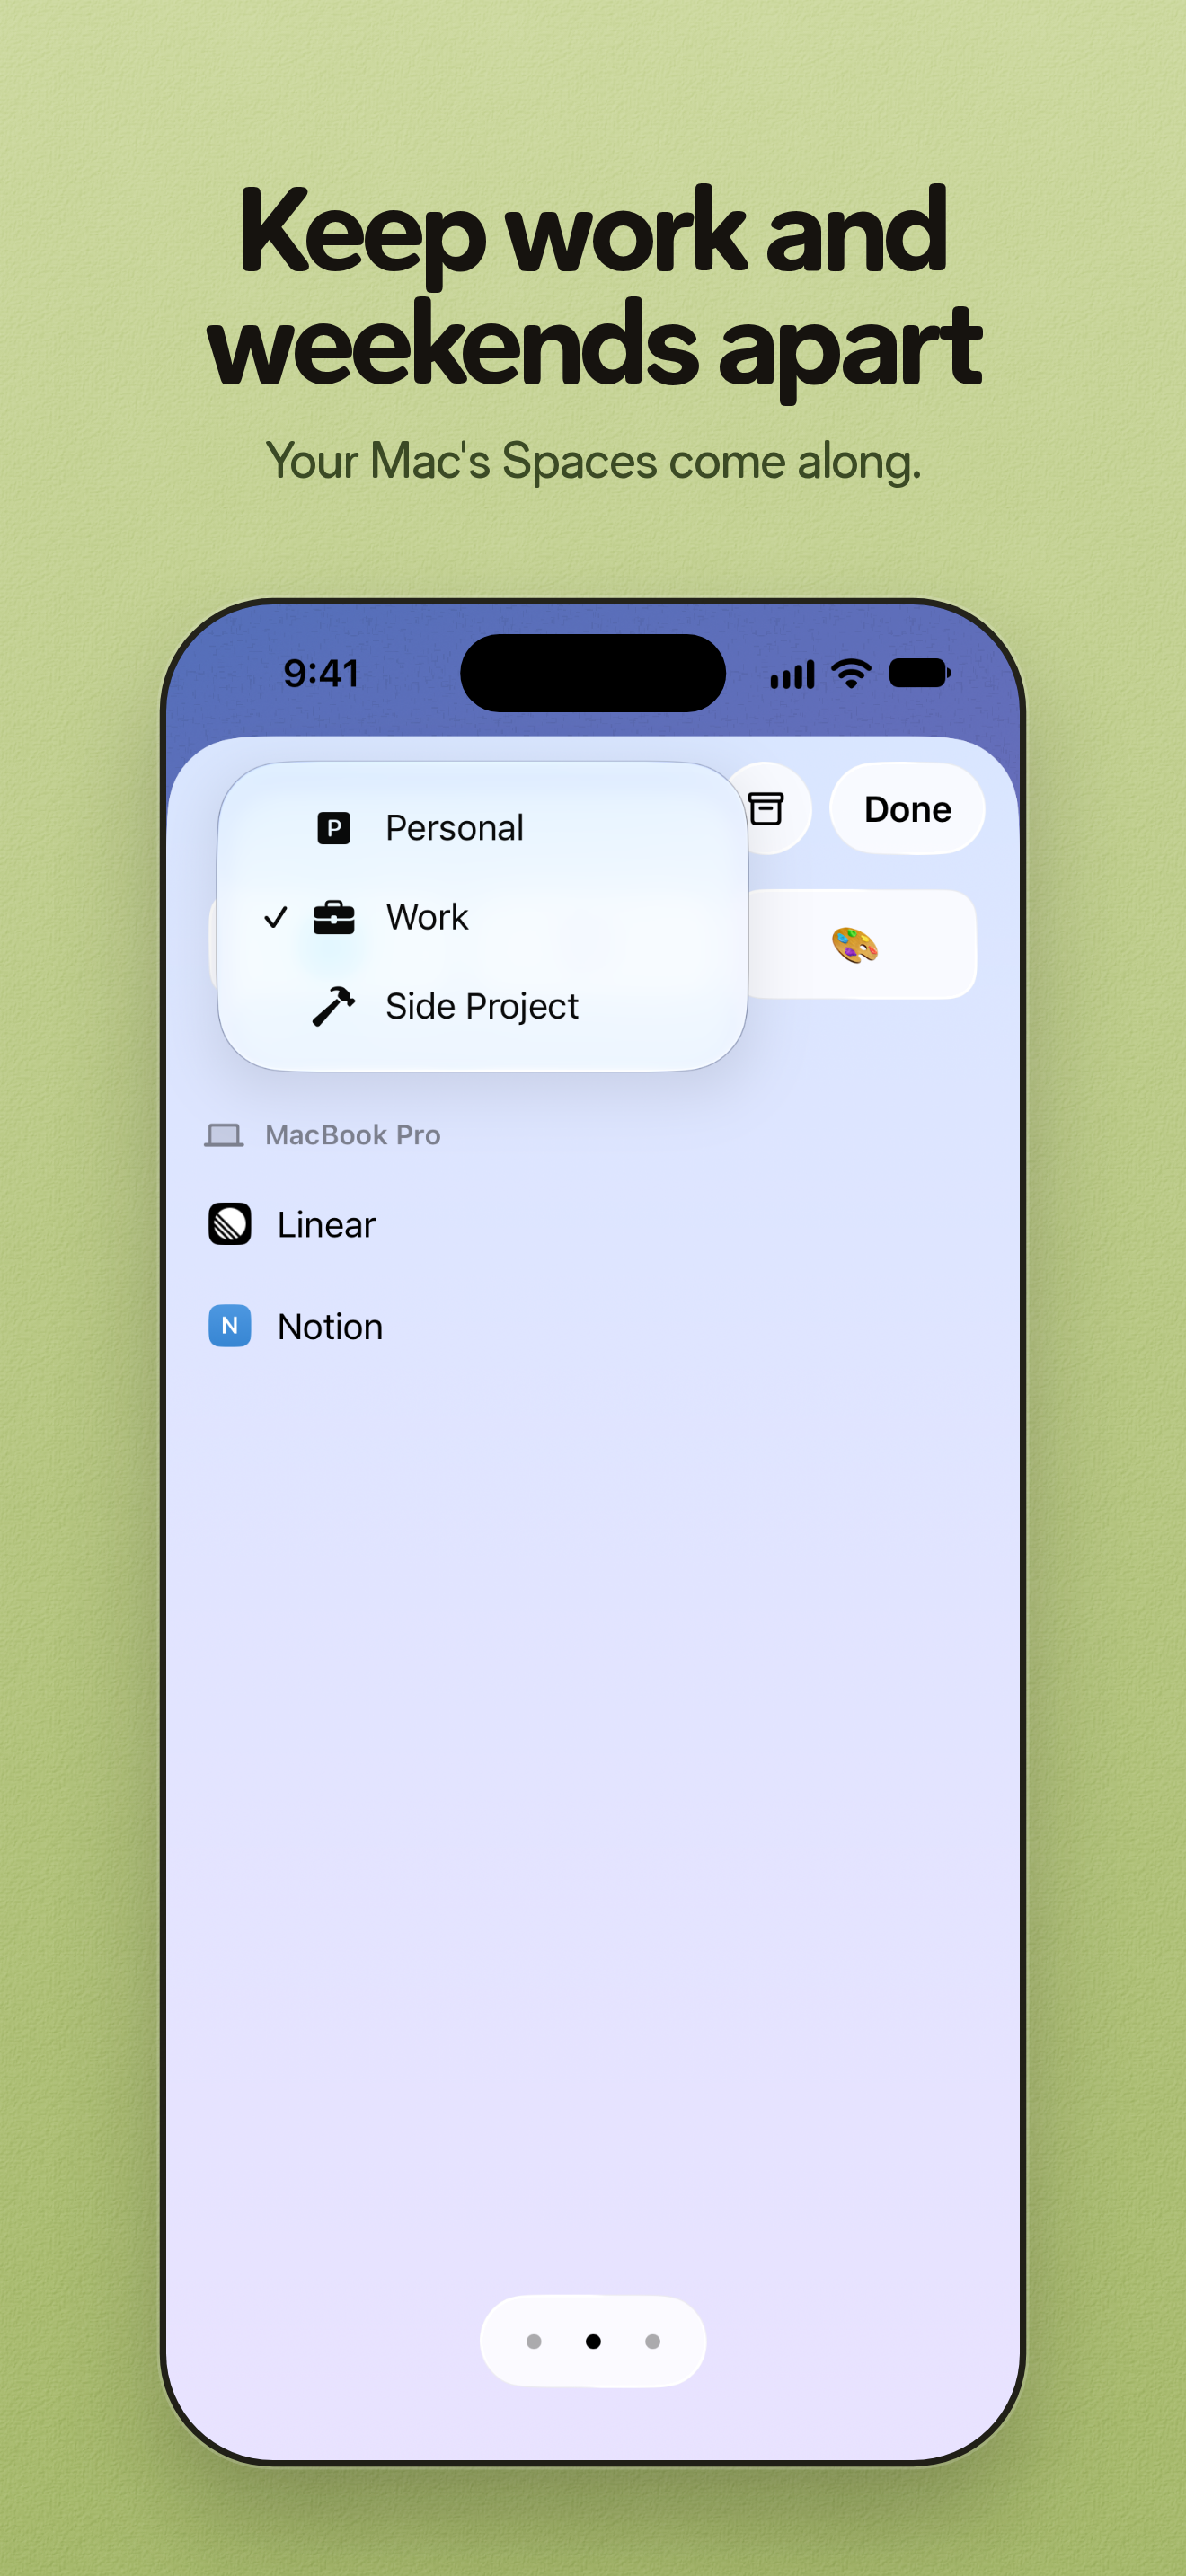 Keep work and
weekends apart
Your Mac's Spaces come along.
9:41
P Personal
Done
Work
Side Project
MacBook Pro
Linear
N Notion